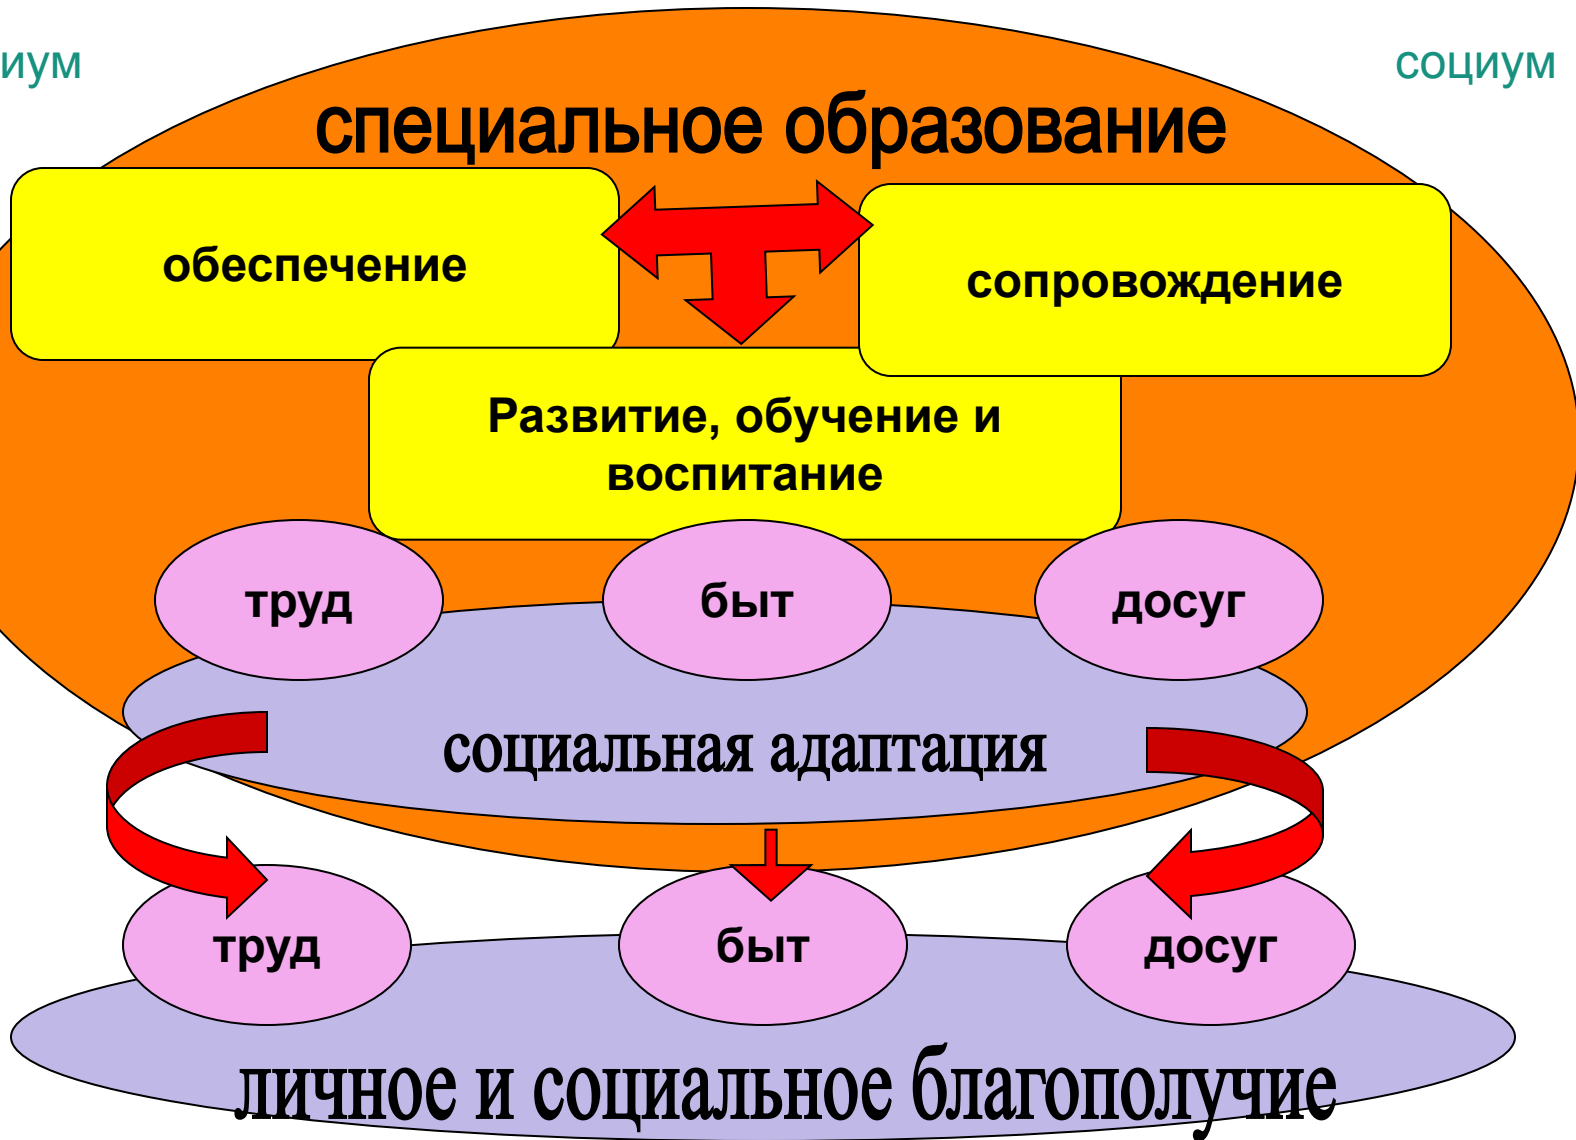 иум
социум
специальное образование
обеспечение
сопровождение
Развитие, обучение и
воспитание
труд
быт
досуг
социальная адаптация
труд
быт
досуг
личное и социальное благополучие